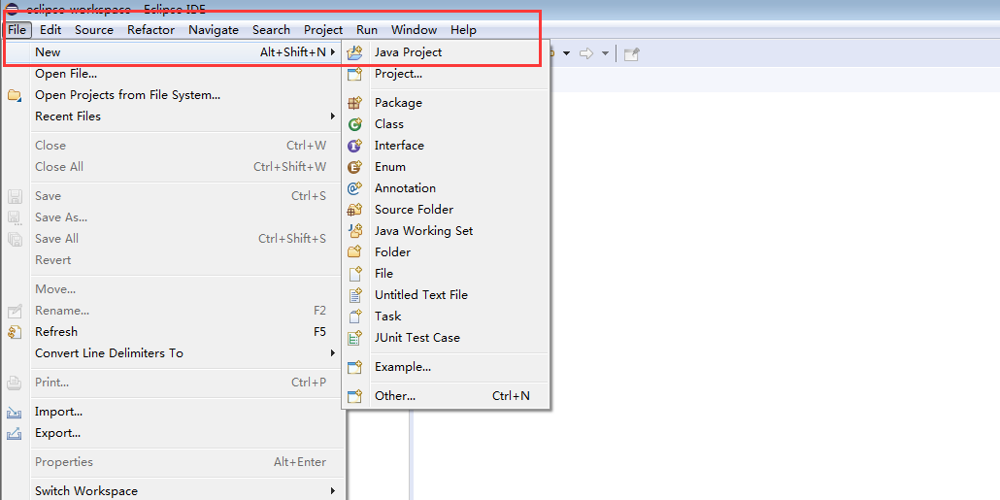 eclipse-workspace - Eclipse IDE
File Edit Source Refactor Navigate Search Project Run Window Help
New Alt+Shift+N
Open File...
Open Projects from File System...
Recent Files
Close Ctrl+W
Close All Ctrl+Shift+W
Save Ctrl+S
Save As...
Save All Ctrl+Shift+S
Revert
Move...
Rename... F2
Refresh F5
Convert Line Delimiters To
Print... Ctrl+P
Import...
Export...
Properties Alt+Enter
Switch Workspace
Java Project
Project...
Package
Class
Interface
Enum
Annotation
Source Folder
Java Working Set
Folder
File
Untitled Text File
Task
JUnit Test Case
Example...
Other... Ctrl+N